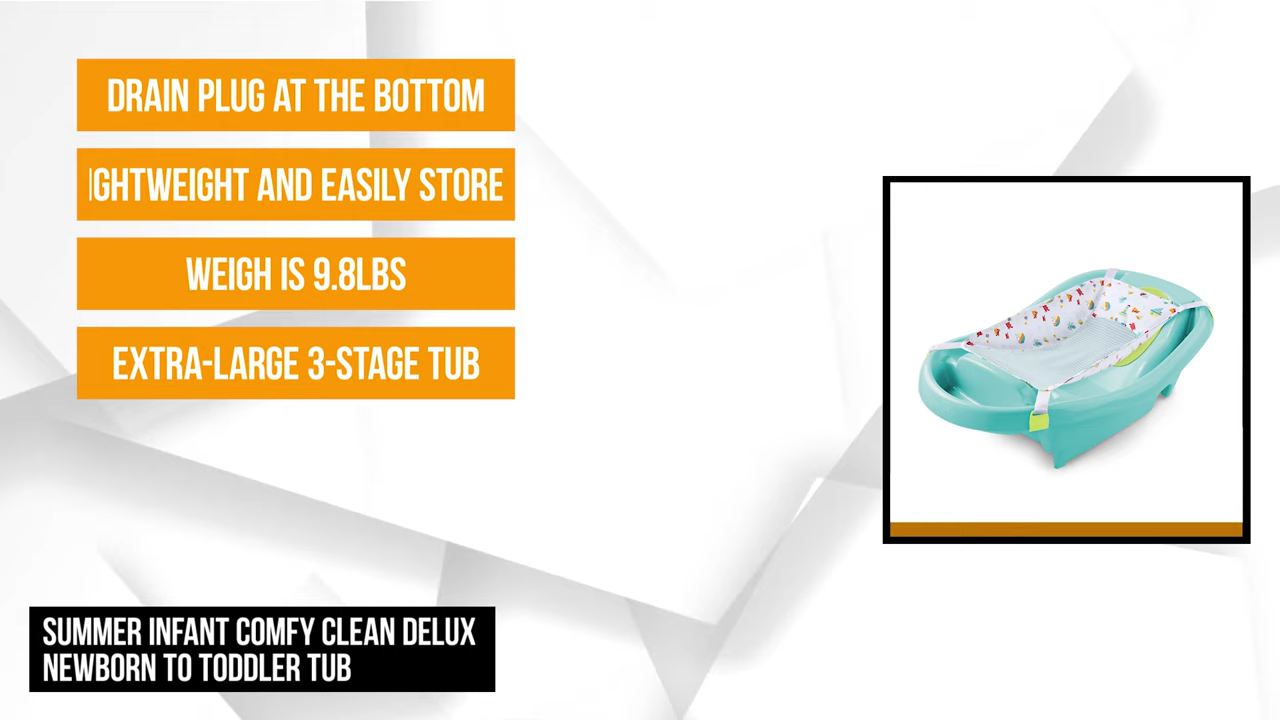 DRAIN PLUG AT THE BOTTOM
IGHTWEIGHT AND EASILY STORE
WEIGH IS 9.8LBS
EXTRA-LARGE 3-STAGE TUB
SUMMER INFANT COMFY CLEAN DELUX
NEWBORN TO TODDLER TUB